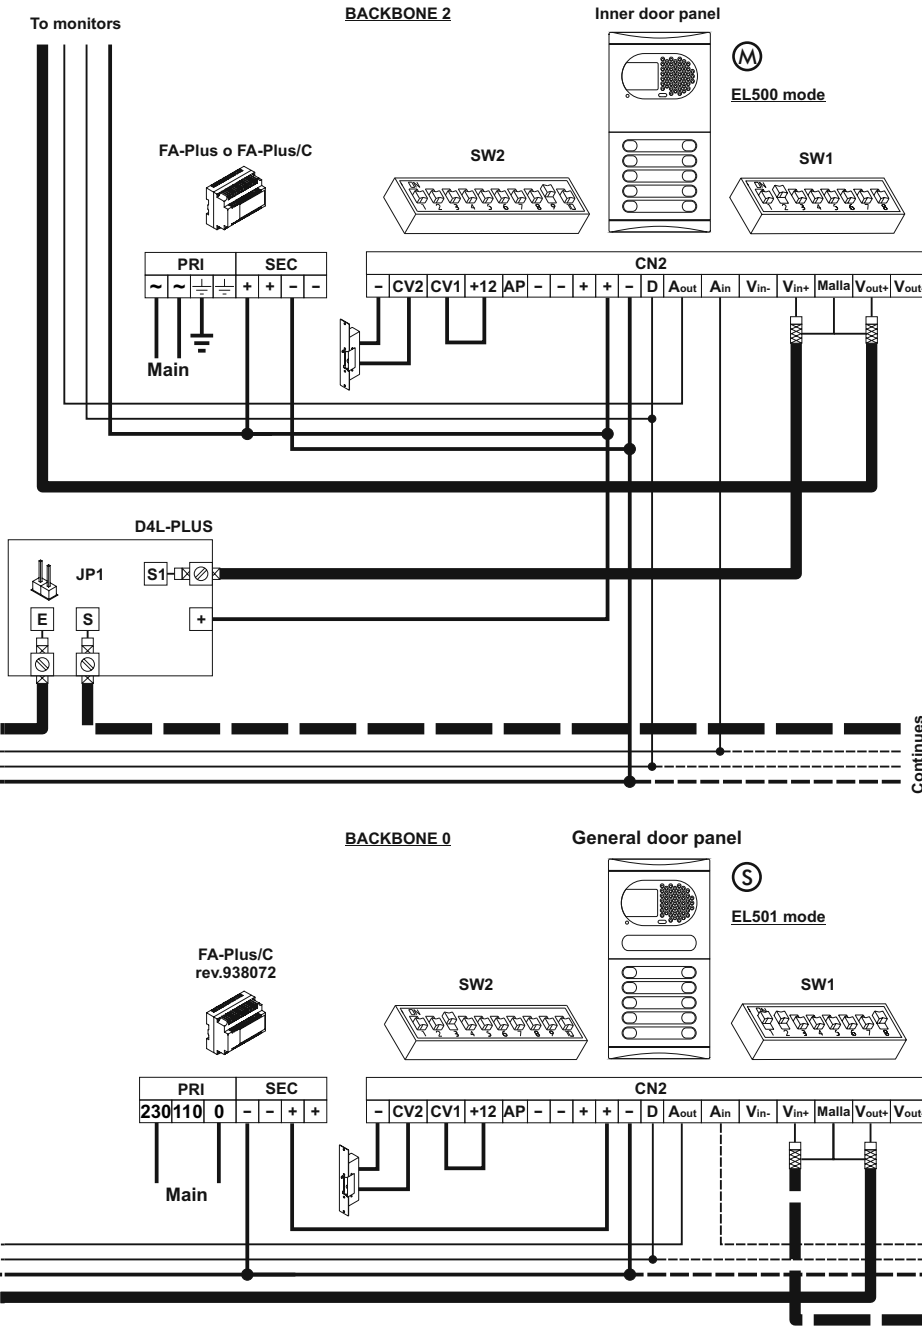 BACKBONE 2
Inner door panel
To monitors
M
EL500 mode
FA-Plus o FA-Plus/C
SW2
SW1
PRI SEC
CN2
~ ~ + + - -
- CV2 CV1 +12 AP - - + + - D Aout Ain Vin- Vin+ Malla Vout+ Vout-
Main
D4L-PLUS
JP1
S1
E S +
Continues
BACKBONE 0
General door panel
S
EL501 mode
FA-Plus/C
rev.938072
SW2
SW1
PRI SEC
CN2
230 110 0 - - + +
- CV2 CV1 +12 AP - - + + - D Aout Ain Vin- Vin+ Malla Vout+ Vout-
Main